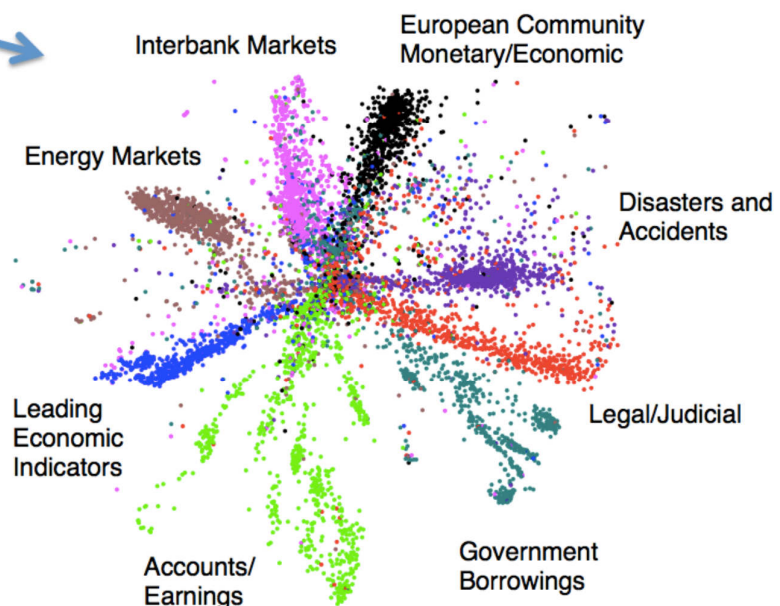 European Community
Monetary/Economic
Interbank Markets
Energy Markets
Disasters and
Accidents
Leading
Economic
Indicators
Legal/Judicial
Government
Borrowings
Accounts/
Earnings